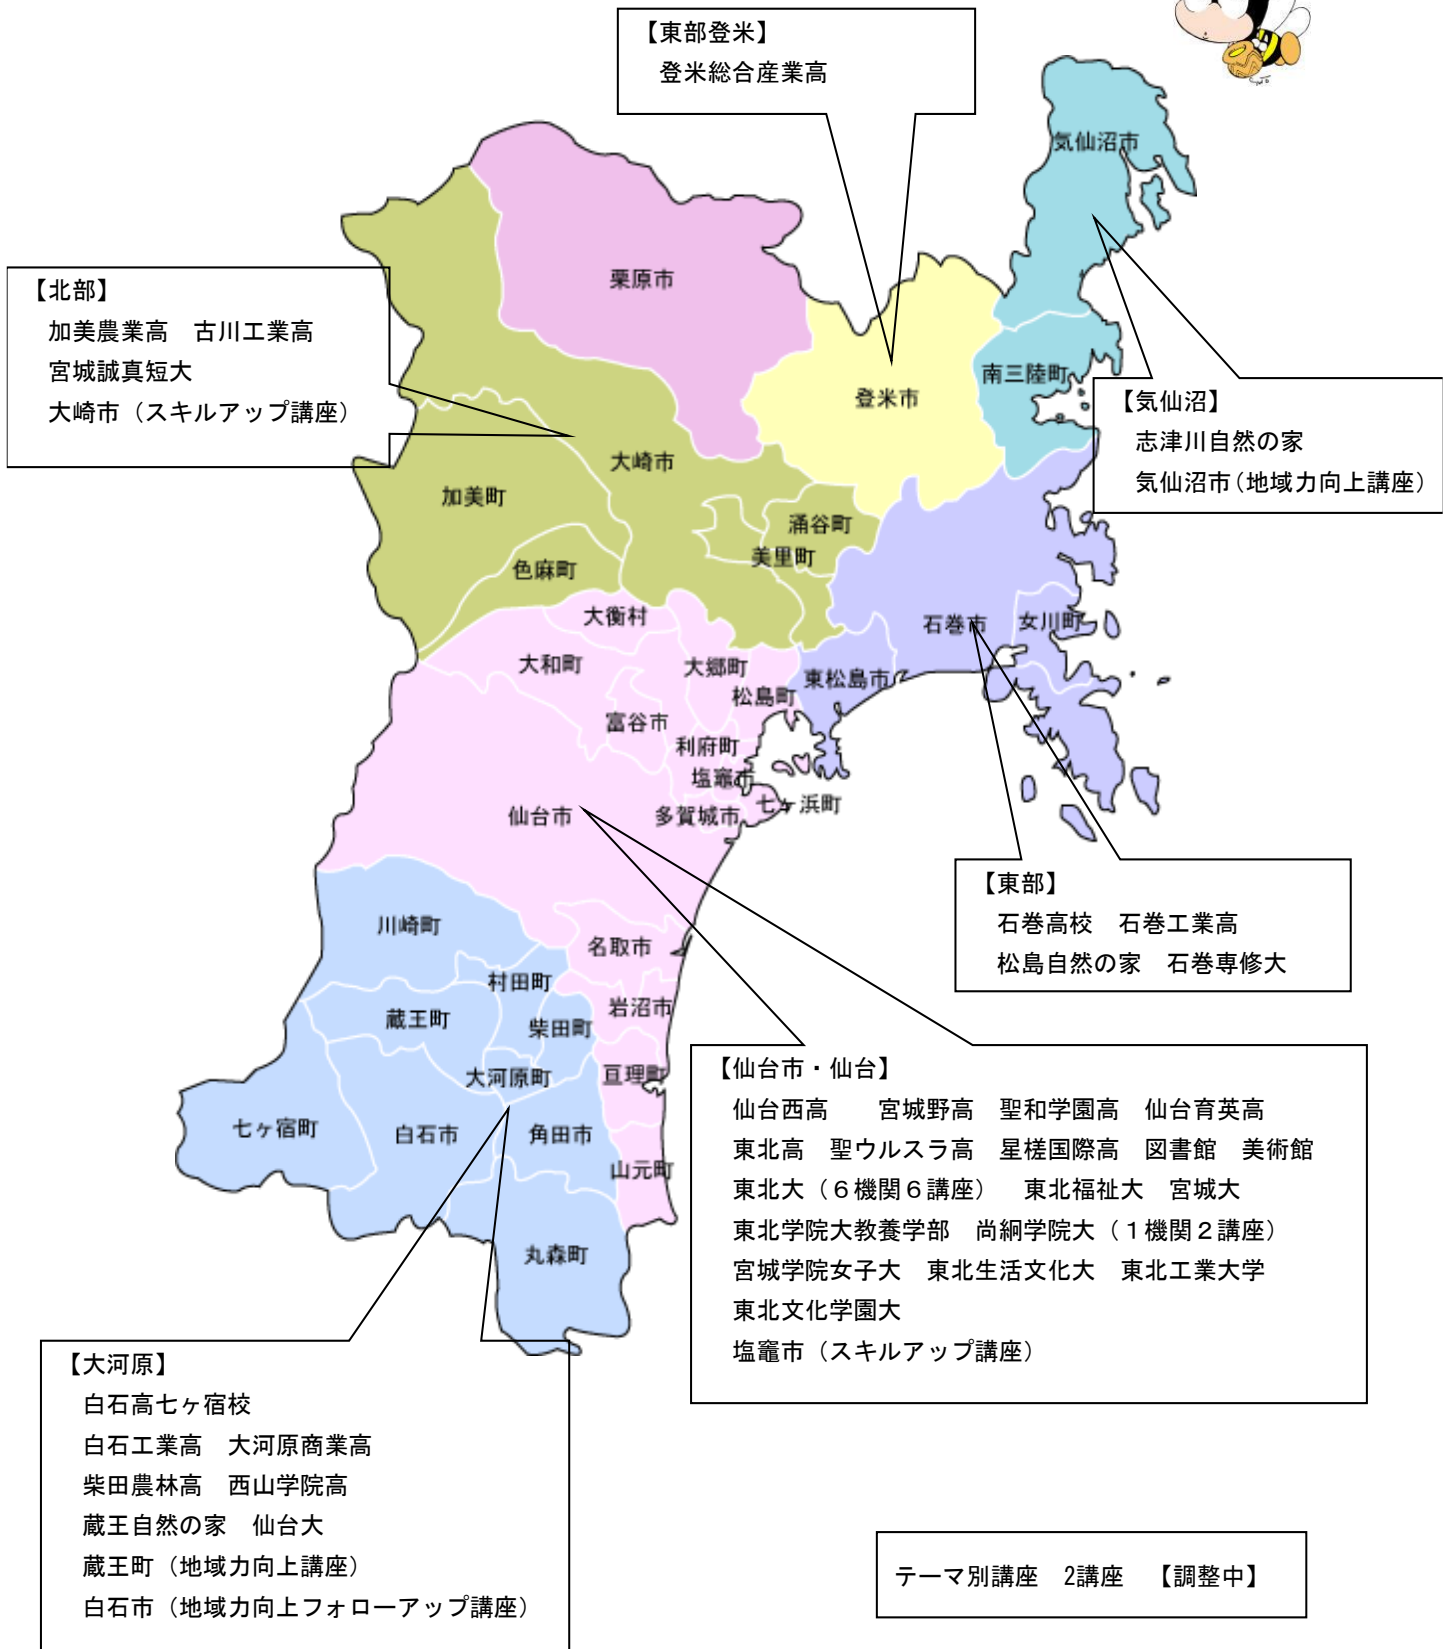 【東部登米】
登米総合産業高
気仙沼市
栗原市
【北部】
加美農業高　古川工業高
宮城誠真短大
大崎市（スキルアップ講座）
登米市
南三陸町
【気仙沼】
志津川自然の家
気仙沼市（地域力向上講座）
大崎市
加美町
涌谷町
美里町
色麻町
大衡村
石巻市
女川町
大和町
大郷町
東松島市
松島町
富谷市
利府町
塩竈市
七ヶ浜町
仙台市
多賀城市
【東部】
石巻高校　石巻工業高
松島自然の家　石巻専修大
川崎町
名取市
村田町
岩沼市
蔵王町
柴田町
大河原町
亘理町
七ヶ宿町
白石市
角田市
山元町
丸森町
【仙台市・仙台】
仙台西高　　宮城野高　聖和学園高　仙台育英高
東北高　聖ウルスラ高　星槎国際高　図書館　美術館
東北大（６機関６講座）　東北福祉大　宮城大
東北学院大教養学部　尚絅学院大（１機関２講座）
宮城学院女子大　東北生活文化大　東北工業大学
東北文化学園大
塩竈市（スキルアップ講座）
【大河原】
白石高七ヶ宿校
白石工業高　大河原商業高
柴田農林高　西山学院高
蔵王自然の家　仙台大
蔵王町（地域力向上講座）
白石市（地域力向上フォローアップ講座）
テーマ別講座　2講座　【調整中】